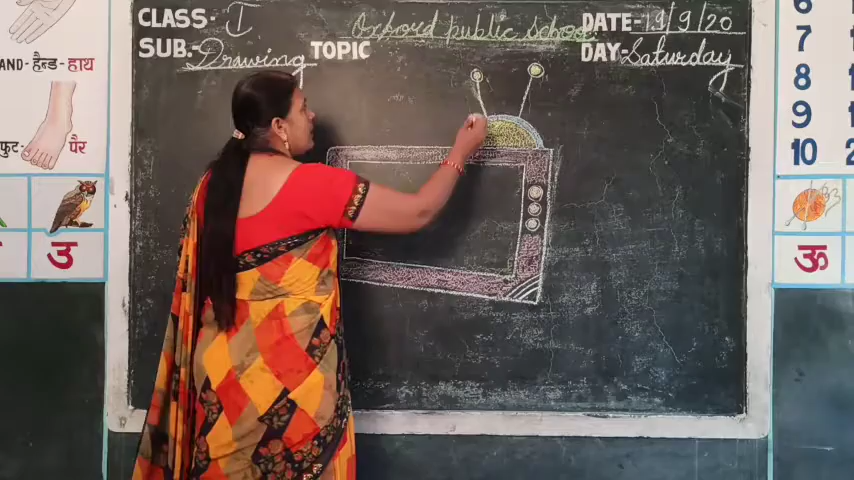 CLASS- I
Oxford public School
DATE- 19/9/20
SUB.- Drawing
TOPIC
DAY- Saturday
AND- हैन्ड- हाथ
फुट- पैर
उ
6
7
8
9
10
ऊ